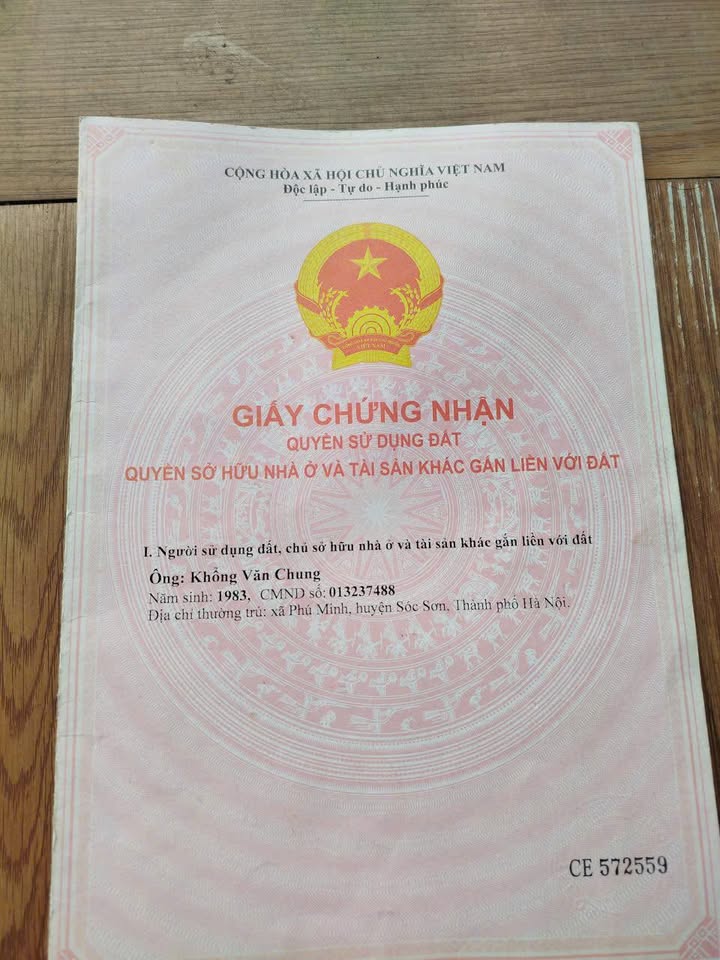 CỘNG HÒA XÃ HỘI CHỦ NGHĨA VIỆT NAM
Độc lập - Tự do - Hạnh phúc
VIỆT NAM
GIẤY CHỨNG NHẬN
QUYỀN SỬ DỤNG ĐẤT
QUYỀN SỞ HỮU NHÀ Ở VÀ TÀI SẢN KHÁC GẮN LIỀN VỚI ĐẤT
I. Người sử dụng đất, chủ sở hữu nhà ở và tài sản khác gắn liền với đất
Ông: Khổng Văn Chung
Năm sinh: 1983, CMND số: 013237488
Địa chỉ thường trú: xã Phú Minh, huyện Sóc Sơn, Thành phố Hà Nội.
CE 572559